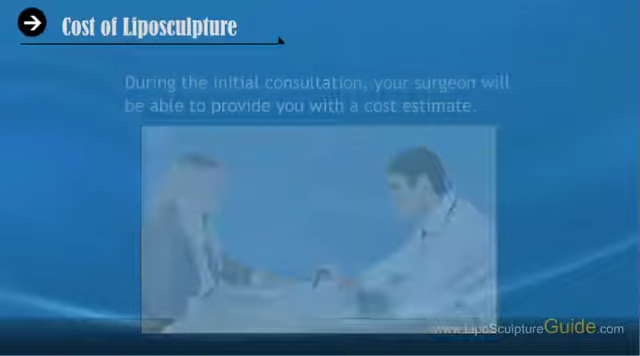 Cost of Liposculpture
During the initial consultation, your surgeon will
be able to provide you with a cost estimate.
www.LipoSculptureGuide.com